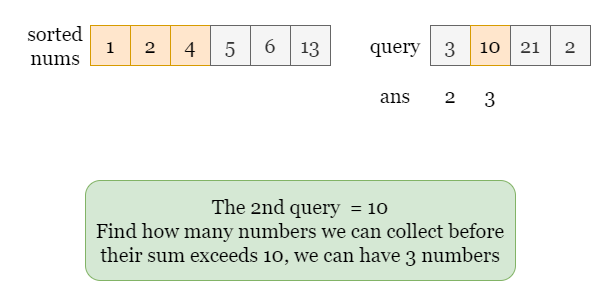 sorted nums 1 2 4 5 6 13
query 3 10 21 2
ans 2 3
The 2nd query = 10
Find how many numbers we can collect before
their sum exceeds 10, we can have 3 numbers